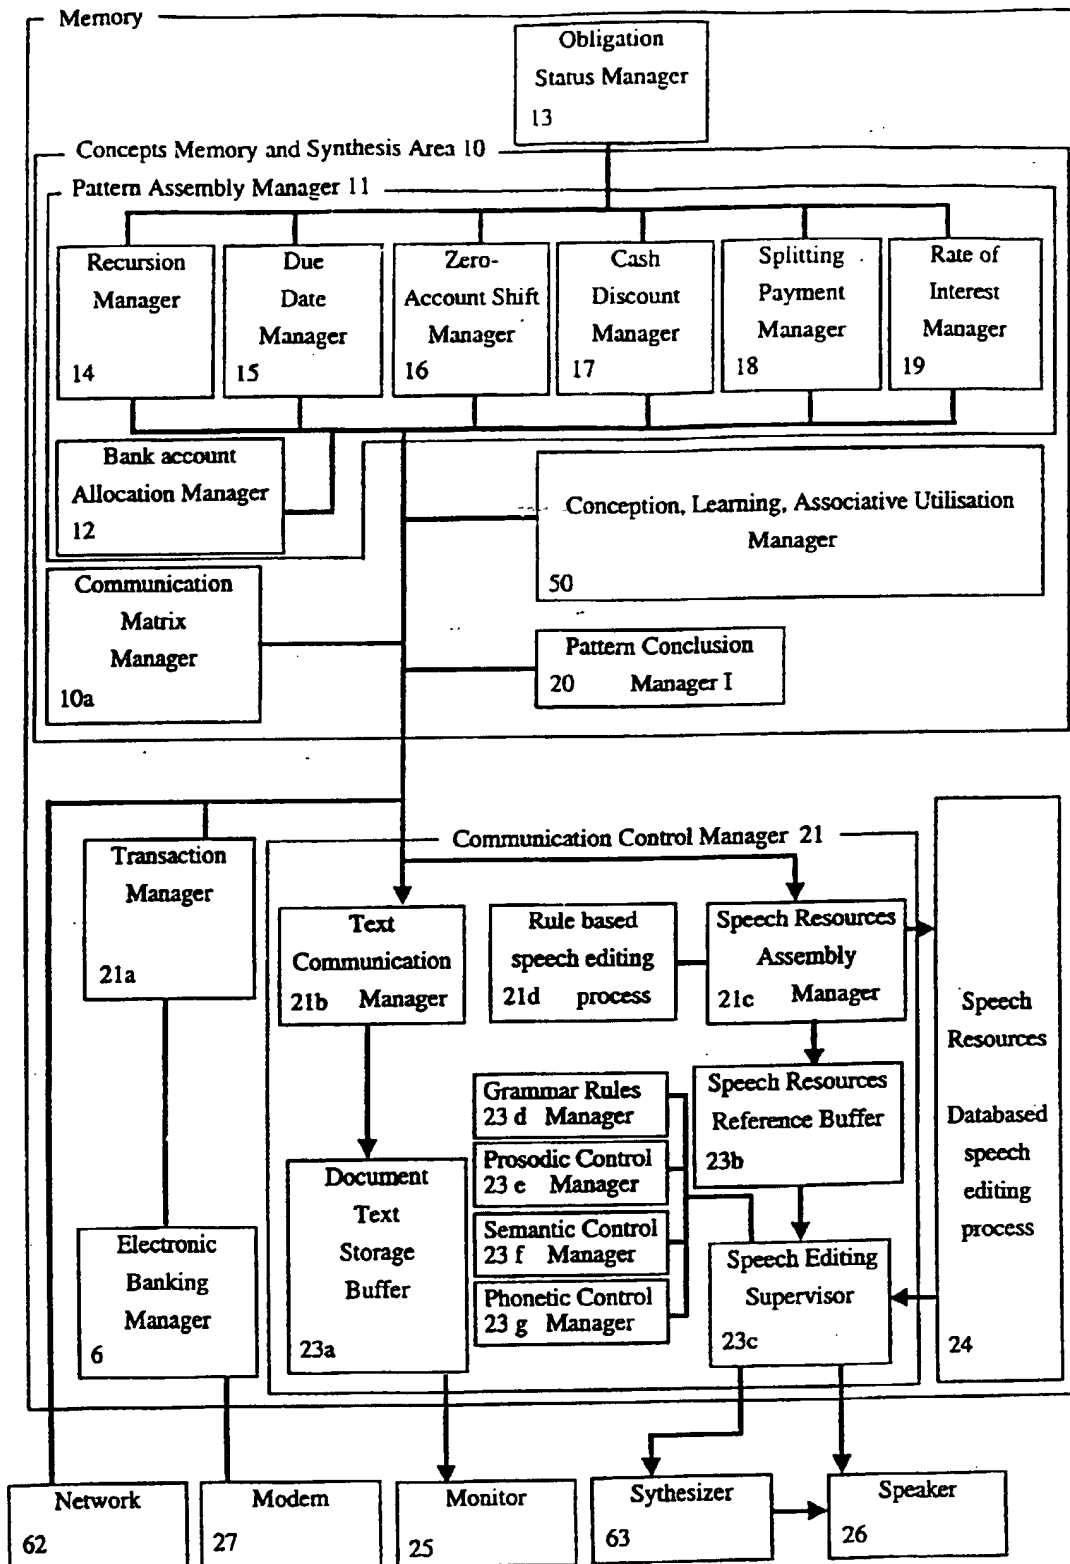 Memory
Obligation
Status Manager
13
Concepts Memory and Synthesis Area 10
Pattern Assembly Manager 11
Recursion
Manager
14
Due
Date
Manager
15
Zero-
Account Shift
Manager
16
Cash
Discount
Manager
17
Splitting
Payment
Manager
18
Rate of
Interest
Manager
19
Bank account
Allocation Manager
12
Conception, Learning, Associative Utilisation
Manager
50
Communication
Matrix
Manager
10a
Pattern Conclusion
20 Manager I
Communication Control Manager 21
Transaction
Manager
21a
Text
Communication
21b Manager
Rule based
speech editing
21d process
Speech Resources
Assembly
21c Manager
Speech
Resources
Databased
speech
editing
process
24
Grammar Rules
23 d Manager
Prosodic Control
23 e Manager
Semantic Control
23 f Manager
Phonetic Control
23 g Manager
Speech Resources
Reference Buffer
23b
Document
Text
Storage
Buffer
23a
Electronic
Banking
Manager
6
Speech Editing
Supervisor
23c
Network
62
Modem
27
Monitor
25
Sythesizer
63
Speaker
26